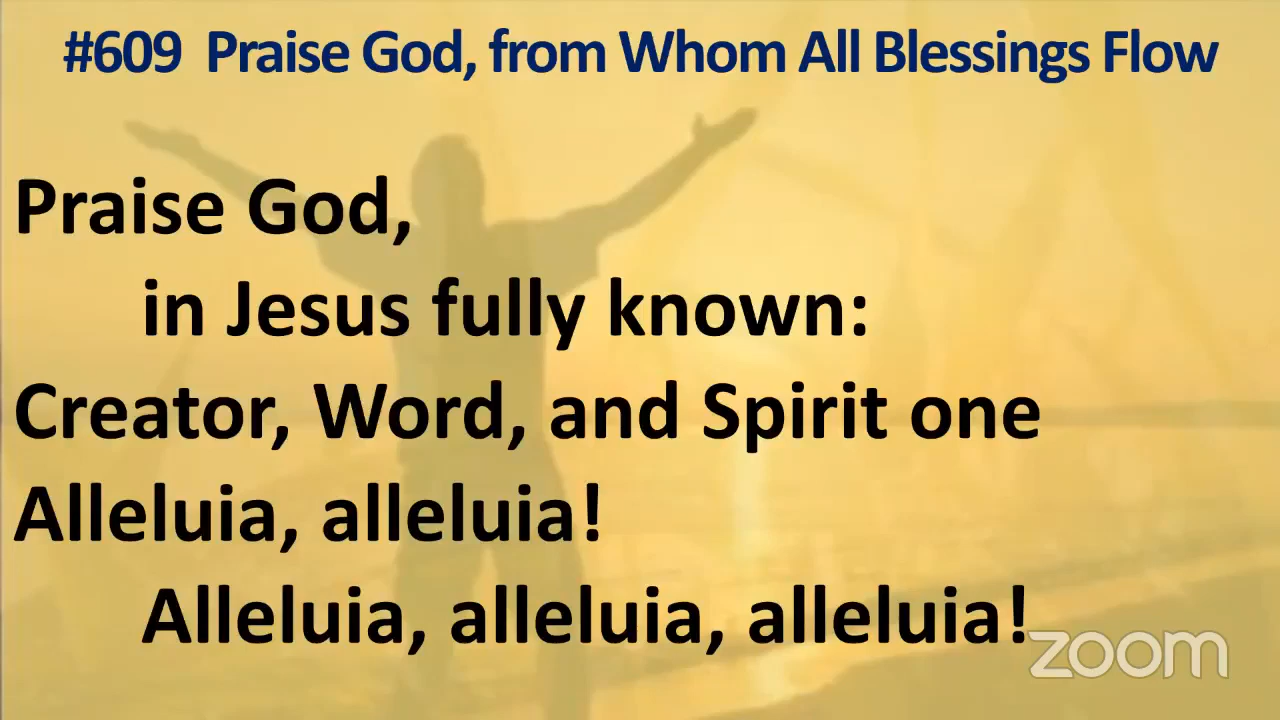 #609 Praise God, from Whom All Blessings Flow
Praise God,
in Jesus fully known:
Creator, Word, and Spirit one
Alleluia, alleluia!
Alleluia, alleluia, alleluia!
zoom